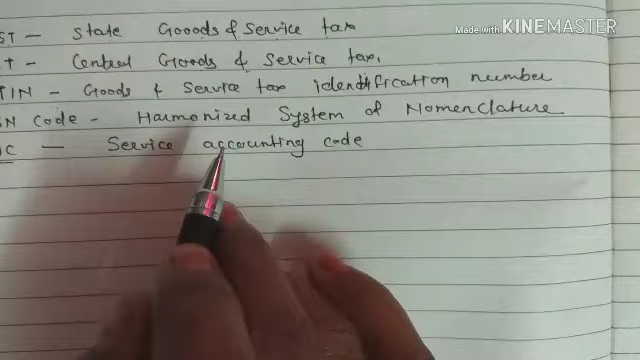 Made with KINEMASTER
ST - State Gooods & Service tax
T - Central Goods & Service tax.
TIN - Goods & Service tax identification number
SN Code - Harmonized System of Nomenclature
C - Service accounting code